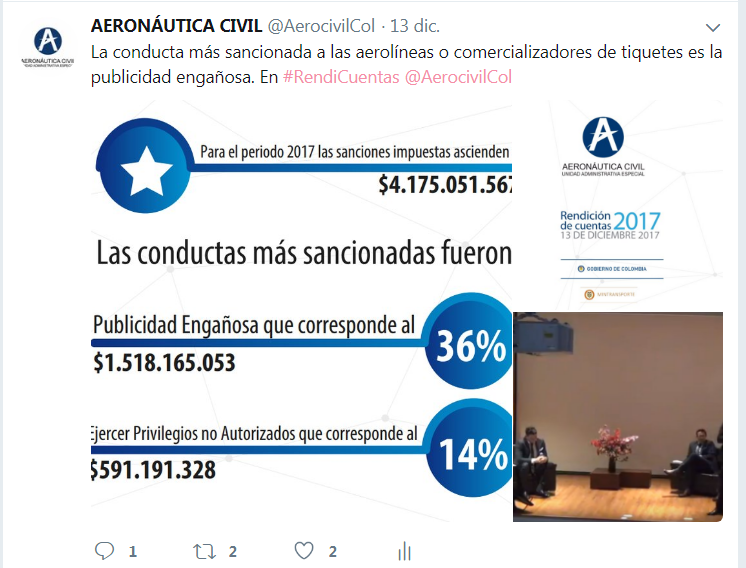 AERONÁUTICA CIVIL @AerocivilCol · 13 dic.
La conducta más sancionada a las aerolíneas o comercializadores de tiquetes es la
publicidad engañosa. En #RendiCuentas @AerocivilCol
AERONÁUTICA CIVIL
UNIDAD ADMINISTRATIVA ESPECIAL
Para el periodo 2017 las sanciones impuestas ascienden
$4.175.051.567
Las conductas más sancionadas fueron
Publicidad Engañosa que corresponde al
$1.518.165.053
36%
Ejercer Privilegios no Autorizados que corresponde al
$591.191.328
14%
AERONÁUTICA CIVIL
UNIDAD ADMINISTRATIVA ESPECIAL
Rendición
de cuentas 2017
13 DE DICIEMBRE 2017
GOBIERNO DE COLOMBIA
MINTRANSPORTE
1 2 2